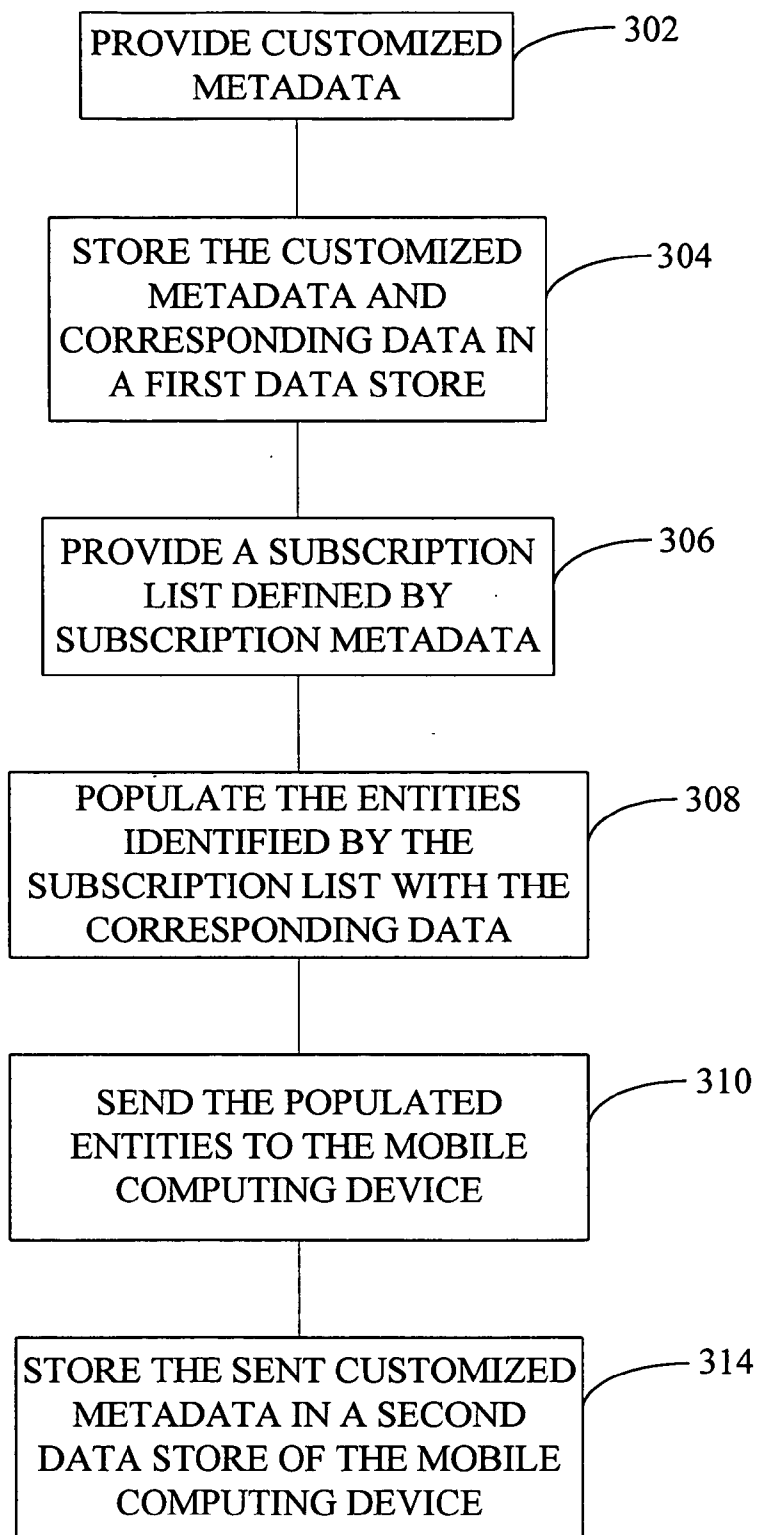 PROVIDE CUSTOMIZED
METADATA
302
STORE THE CUSTOMIZED
METADATA AND
CORRESPONDING DATA IN
A FIRST DATA STORE
304
PROVIDE A SUBSCRIPTION
LIST DEFINED BY
SUBSCRIPTION METADATA
306
POPULATE THE ENTITIES
IDENTIFIED BY THE
SUBSCRIPTION LIST WITH THE
CORRESPONDING DATA
308
SEND THE POPULATED
ENTITIES TO THE MOBILE
COMPUTING DEVICE
310
STORE THE SENT CUSTOMIZED
METADATA IN A SECOND
DATA STORE OF THE MOBILE
COMPUTING DEVICE
314